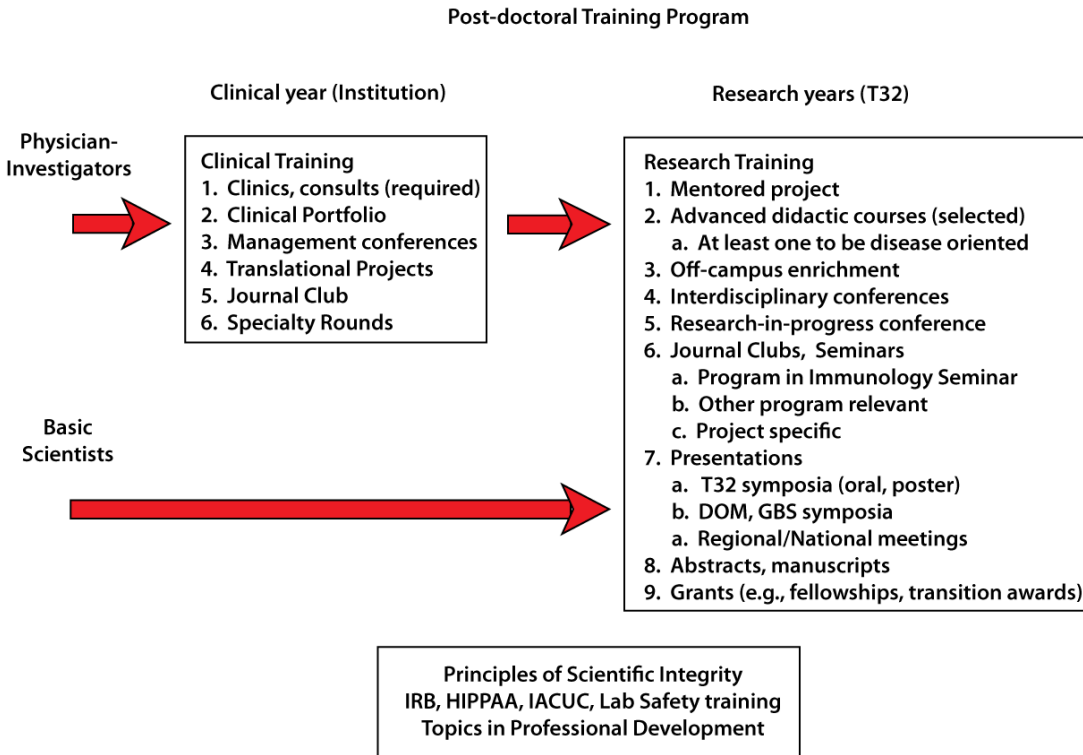 Post-doctoral Training Program
Clinical year (Institution)
Research years (T32)
Physician-
Investigators
Clinical Training
1. Clinics, consults (required)
2. Clinical Portfolio
3. Management conferences
4. Translational Projects
5. Journal Club
6. Specialty Rounds
Basic
Scientists
Research Training
1. Mentored project
2. Advanced didactic courses (selected)
a. At least one to be disease oriented
3. Off-campus enrichment
4. Interdisciplinary conferences
5. Research-in-progress conference
6. Journal Clubs, Seminars
a. Program in Immunology Seminar
b. Other program relevant
c. Project specific
7. Presentations
a. T32 symposia (oral, poster)
b. DOM, GBS symposia
a. Regional/National meetings
8. Abstracts, manuscripts
9. Grants (e.g., fellowships, transition awards)
Principles of Scientific Integrity
IRB, HIPPAA, IACUC, Lab Safety training
Topics in Professional Development